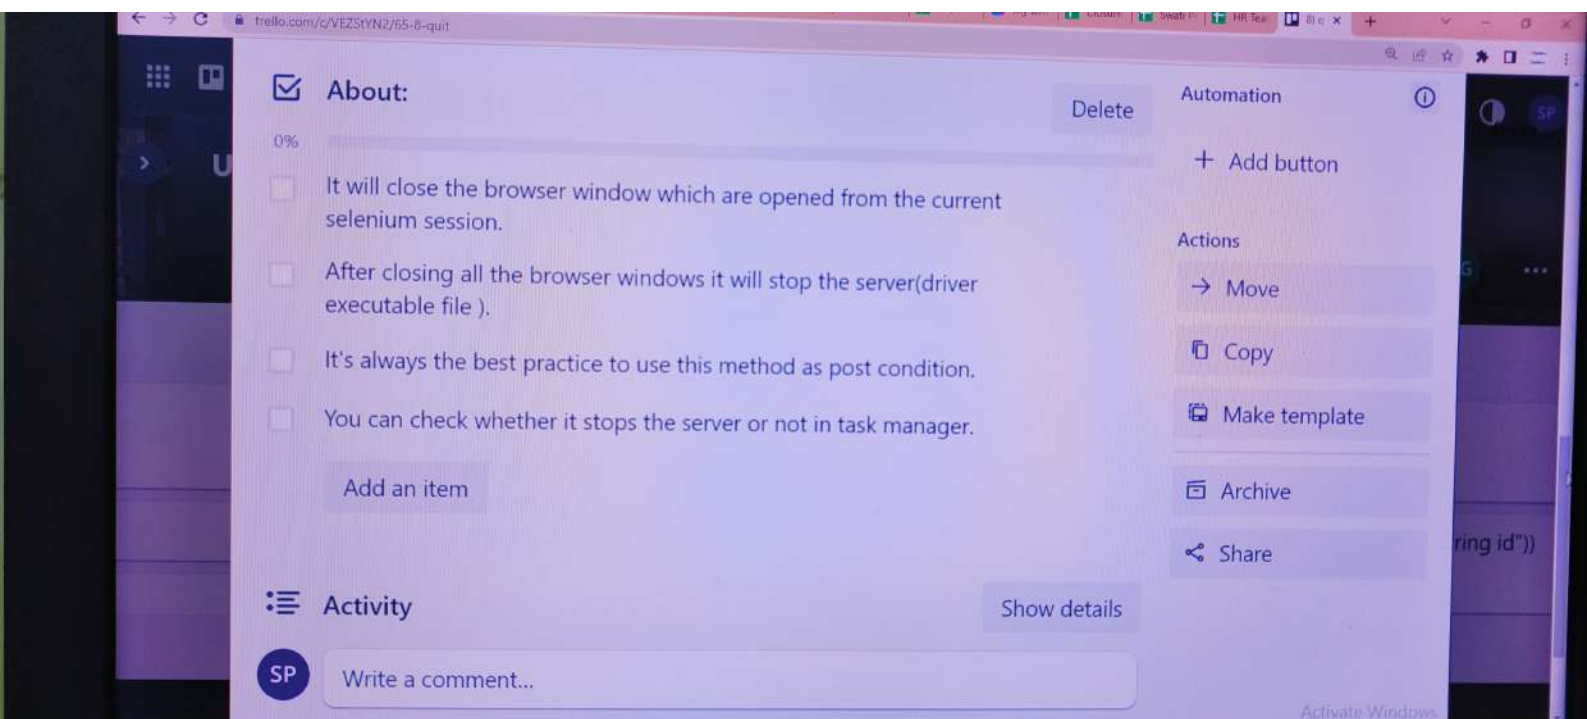 trello.com/c/VEZStYN2/65-8-quit
HR Tear
About:
Delete
0%
It will close the browser window which are opened from the current
selenium session.
After closing all the browser windows it will stop the server(driver
executable file ).
It's always the best practice to use this method as post condition.
You can check whether it stops the server or not in task manager.
Add an item
Activity
Show details
SP
Write a comment...
Automation
+ Add button
Actions
Move
Copy
Make template
Archive
Share
SP
U
G
ring id"))
Activate Windows